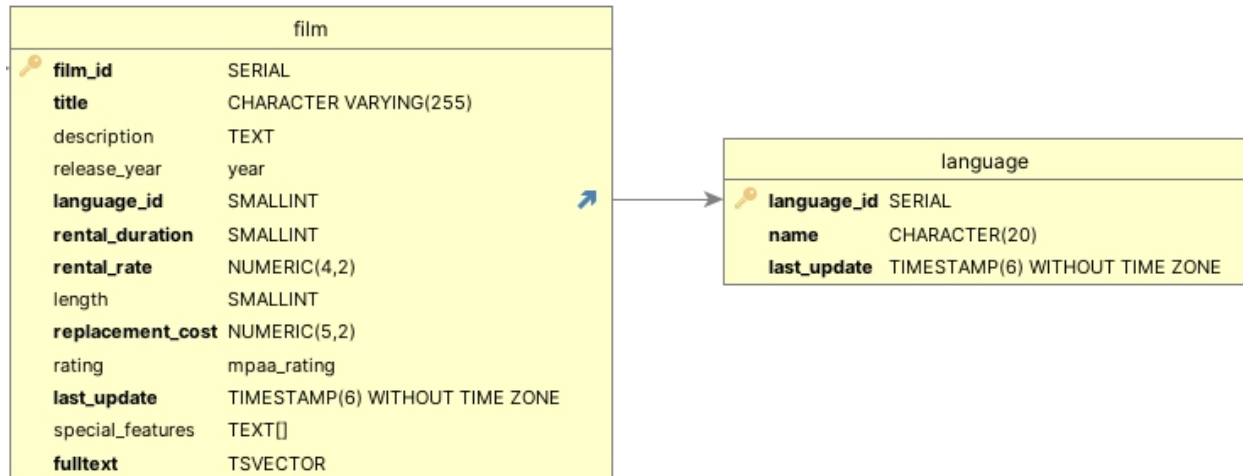 film
film_id SERIAL
title CHARACTER VARYING(255)
description TEXT
release_year year
language_id SMALLINT
rental_duration SMALLINT
rental_rate NUMERIC(4,2)
length SMALLINT
replacement_cost NUMERIC(5,2)
rating mpaa_rating
last_update TIMESTAMP(6) WITHOUT TIME ZONE
special_features TEXT[]
fulltext TSVECTOR
language
language_id SERIAL
name CHARACTER(20)
last_update TIMESTAMP(6) WITHOUT TIME ZONE